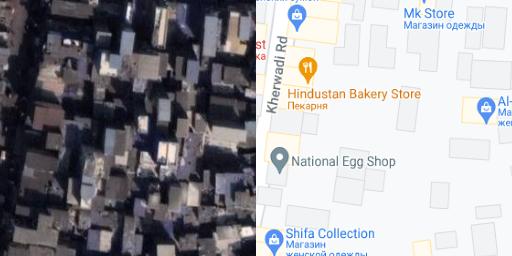 Mk Store
Магазин одежды
Kherwadi Rd
Hindustan Bakery Store
Пекарня
Al-
National Egg Shop
Shifa Collection
Магазин
женской одежды